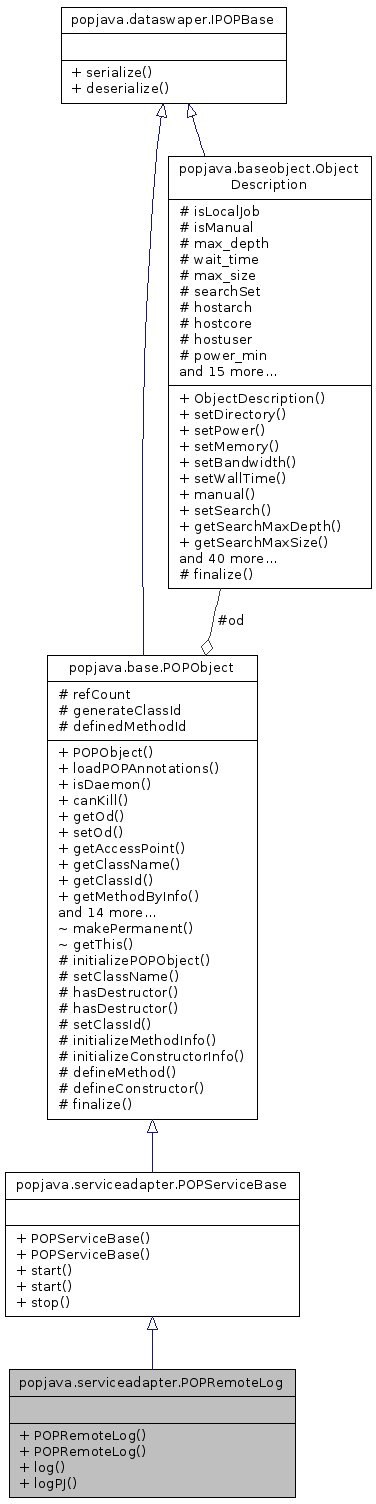 popjava.dataswaper.IPOPBase
+ serialize()
+ deserialize()
popjava.baseobject.Object
Description
# isLocalJob
# isManual
# max_depth
# wait_time
# max_size
# searchSet
# hostarch
# hostcore
# hostuser
# power_min
and 15 more...
+ ObjectDescription()
+ setDirectory()
+ setPower()
+ setMemory()
+ setBandwidth()
+ setWallTime()
+ manual()
+ setSearch()
+ getSearchMaxDepth()
+ getSearchMaxSize()
and 40 more...
# finalize()
#od
popjava.base.POPObject
# refCount
# generateClassId
# definedMethodId
+ POPObject()
+ loadPOPAnnotations()
+ isDaemon()
+ canKill()
+ getOd()
+ setOd()
+ getAccessPoint()
+ getClassName()
+ getClassId()
+ getMethodByInfo()
and 14 more...
~ makePermanent()
~ getThis()
# initializePOPObject()
# setClassName()
# hasDestructor()
# hasDestructor()
# setClassId()
# initializeMethodInfo()
# initializeConstructorInfo()
# defineMethod()
# defineConstructor()
# finalize()
popjava.serviceadapter.POPServiceBase
+ POPServiceBase()
+ POPServiceBase()
+ start()
+ start()
+ stop()
popjava.serviceadapter.POPRemoteLog
+ POPRemoteLog()
+ POPRemoteLog()
+ log()
+ logPJ()